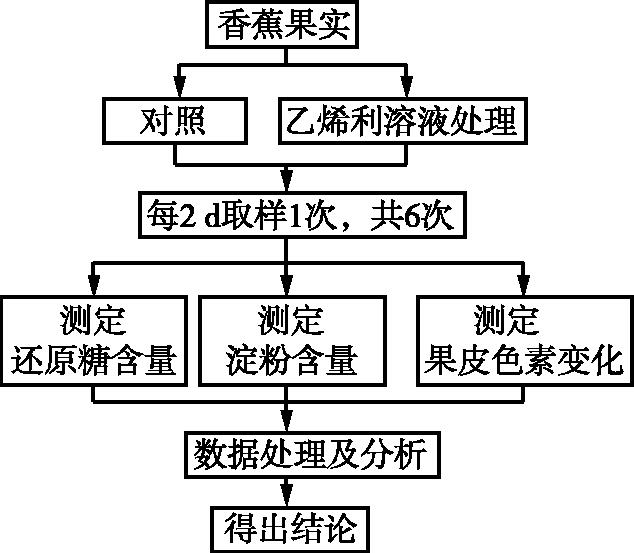 香蕉果实
对照
乙烯利溶液处理
每2 d取样1次，共6次
测定
还原糖含量
测定
淀粉含量
测定
果皮色素变化
数据处理及分析
得出结论